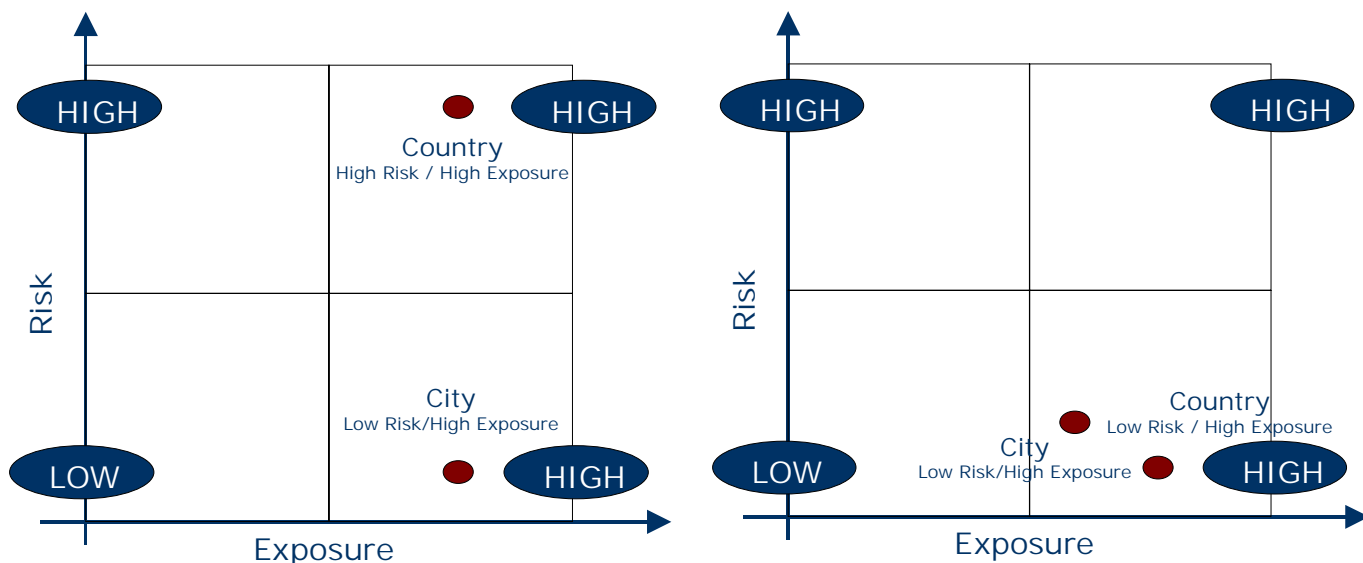 HIGH
HIGH
Country
High Risk / High Exposure
Risk
City
Low Risk/High Exposure
LOW
HIGH
Exposure
HIGH
HIGH
Risk
Country
Low Risk / High Exposure
City
Low Risk/High Exposure
LOW
HIGH
Exposure